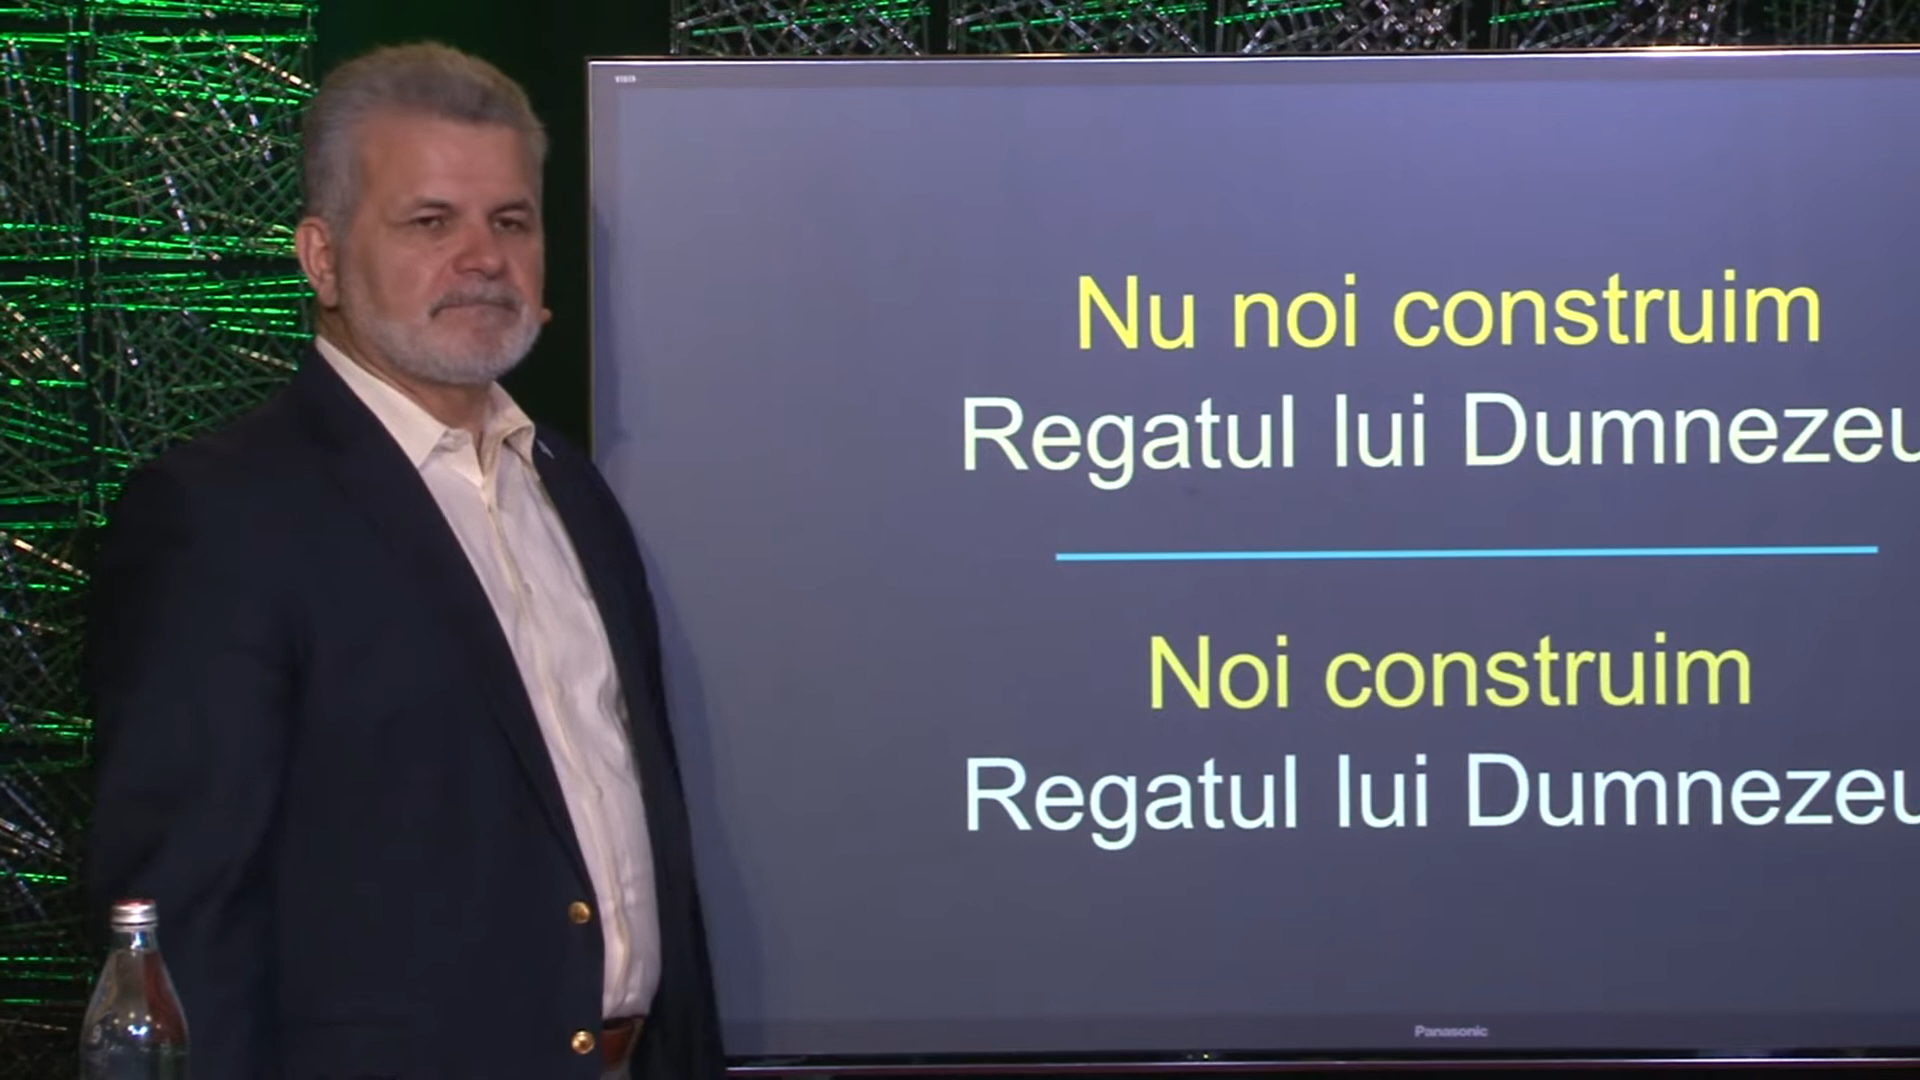 Nu noi construim
Regatul lui Dumnezeu
Noi construim
Regatul lui Dumnezeu
Panasonic